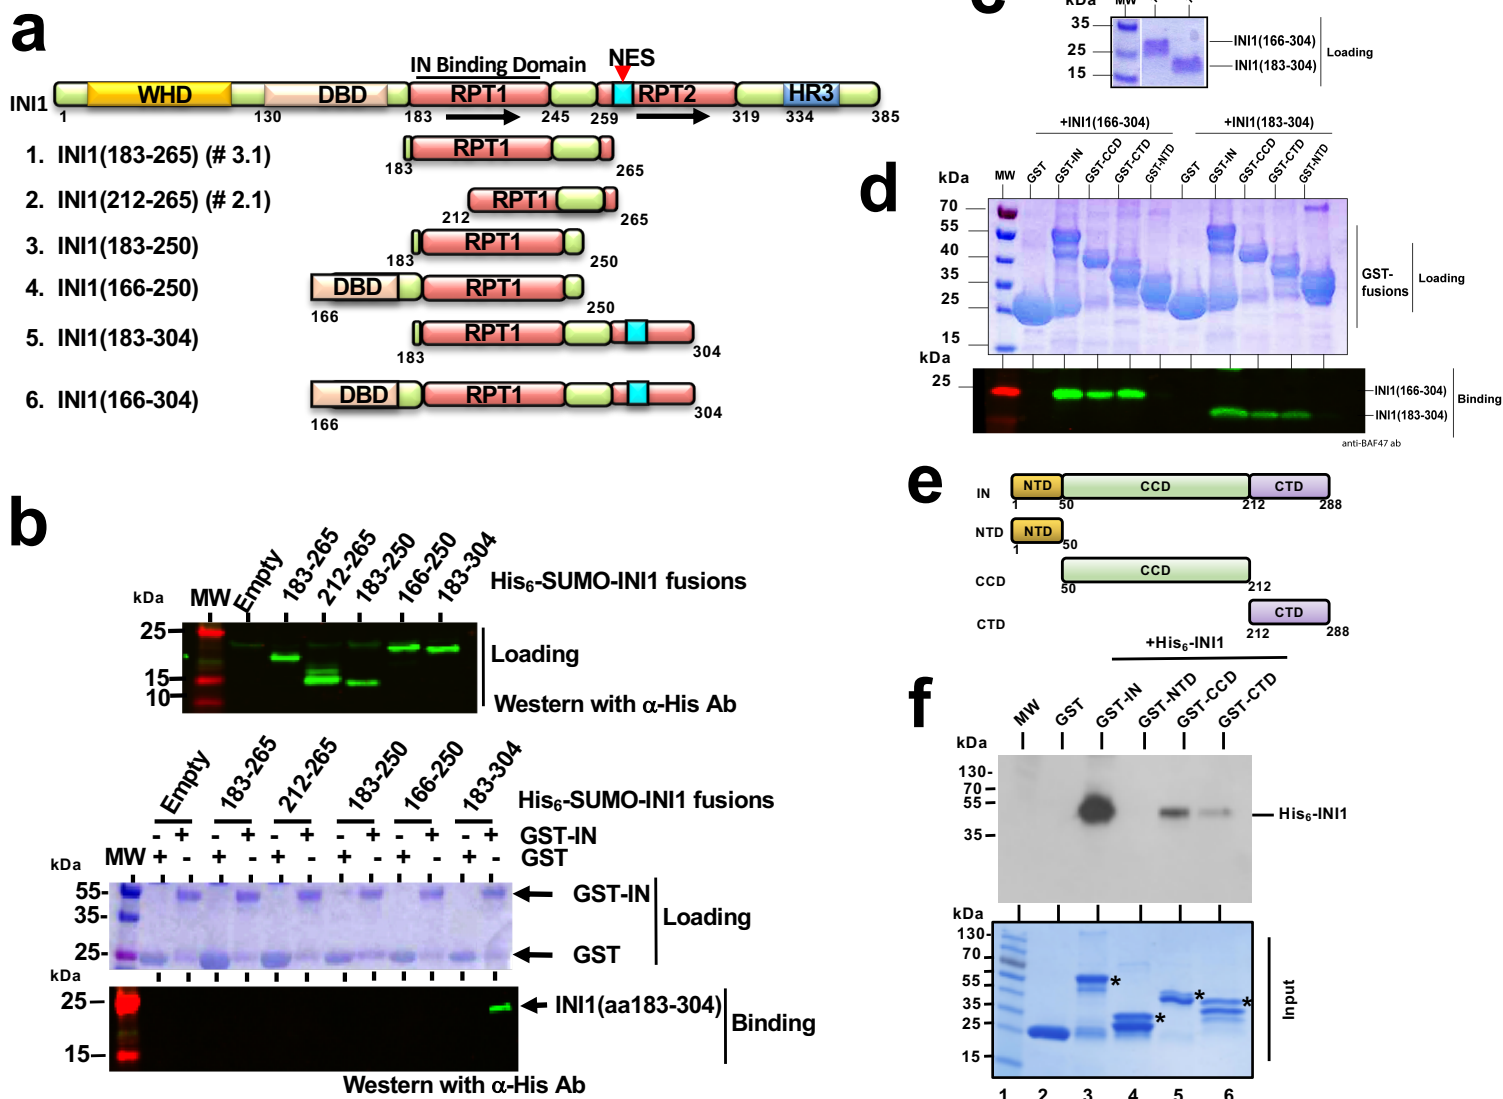 a
IN Binding Domain
NES
INI1
WHD
DBD
RPT1
RPT2
HR3
1
130
183
245
259
319
334
385
1. INI1(183-265) (# 3.1)
RPT1
183
265
2. INI1(212-265) (# 2.1)
RPT1
212
265
3. INI1(183-250)
RPT1
183
250
4. INI1(166-250)
DBD
RPT1
166
250
5. INI1(183-304)
RPT1
183
304
6. INI1(166-304)
DBD
RPT1
166
304
b
kDa
MW
Empty
183-265
212-265
183-250
166-250
183-304
His6-SUMO-INI1 fusions
25
15
10
Loading
Western with α-His Ab
Empty
183-265
212-265
183-250
166-250
183-304
His6-SUMO-INI1 fusions
- + - + - + - + - + - + GST-IN
MW + - + - + - + - + - + - GST
kDa
55-
35-
25-
GST-IN
GST
Loading
kDa
25
15
INI1(aa183-304)
Binding
Western with α-His Ab
c
kDa
MW
35
25
15
INI1(166-304)
INI1(183-304)
Loading
d
+INI1(166-304)
+INI1(183-304)
kDa
MW
GST
GST-IN
GST-CCD
GST-CTD
GST-NTD
GST
GST-IN
GST-CCD
GST-CTD
GST-NTD
70
55
40
35
25
15
GST-
fusions
Loading
kDa
25
INI1(166-304)
INI1(183-304)
Binding
anti-BAF47 ab
e
IN
NTD
CCD
CTD
1
50
212
288
NTD
NTD
1
50
CCD
CCD
50
212
CTD
CTD
212
288
f
+His6-INI1
MW
GST
GST-IN
GST-NTD
GST-CCD
GST-CTD
kDa
130-
70
55
35
His6-INI1
kDa
130
70
55
35
25
15
*
*
*
*
Input
1 2 3 4 5 6